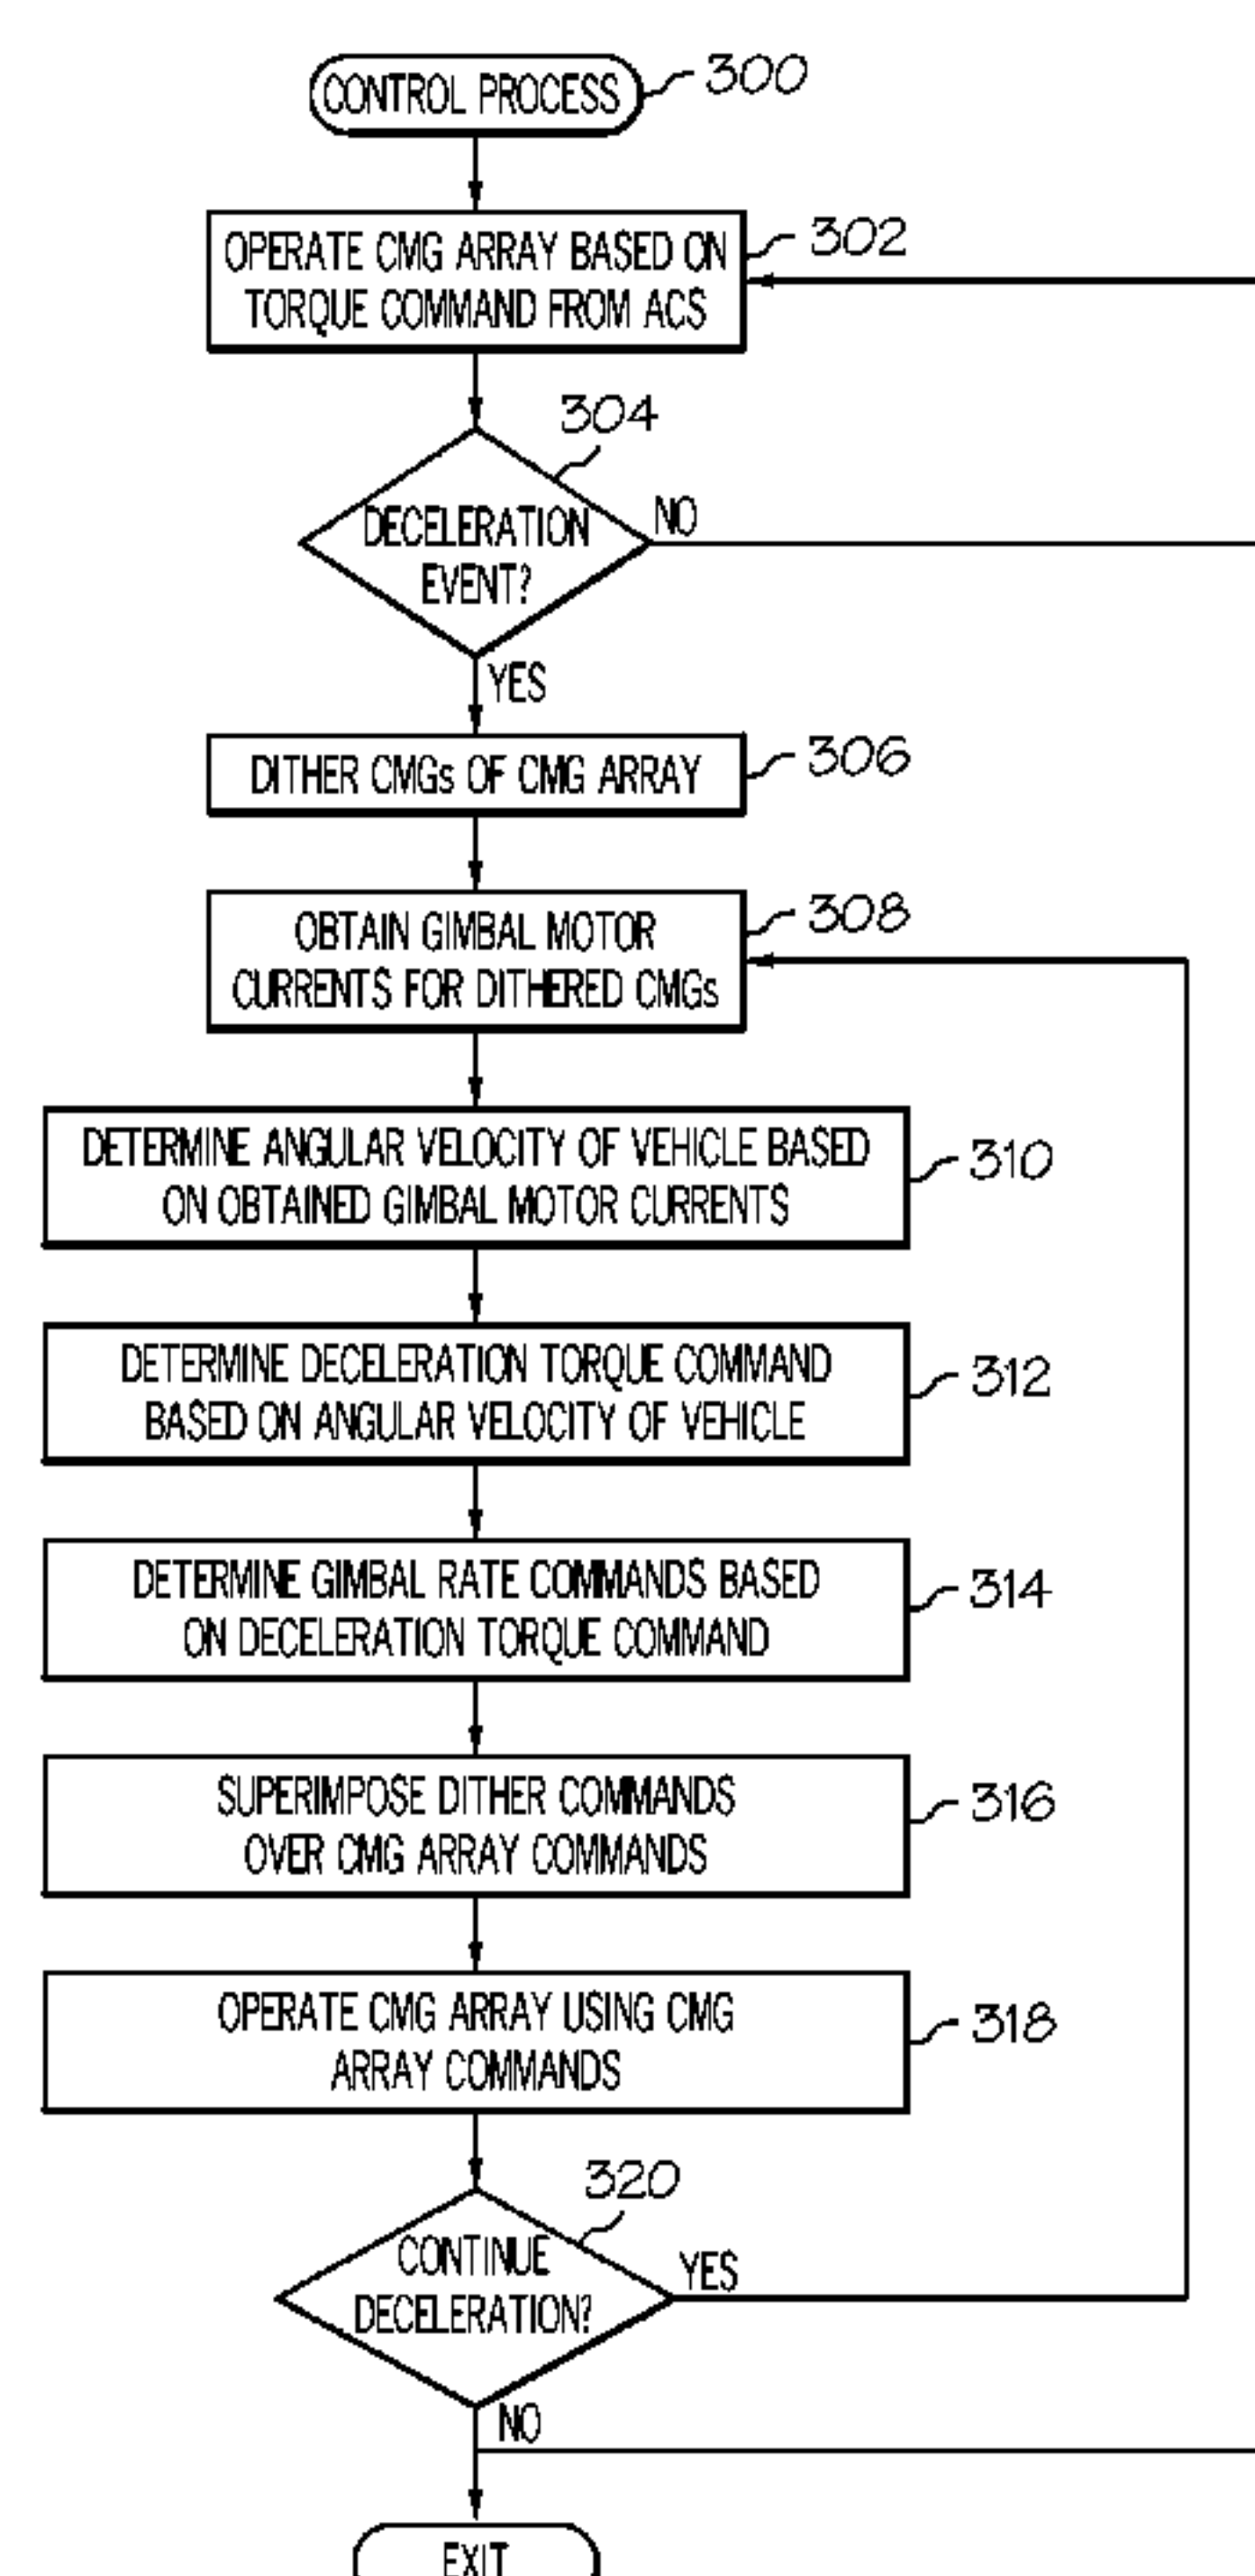 CONTROL PROCESS
300
OPERATE CMG ARRAY BASED ON
TORQUE COMMAND FROM ACS
302
304
DECELERATION
EVENT?
NO
YES
DITHER CMGs OF CMG ARRAY
306
OBTAIN GIMBAL MOTOR
CURRENTS FOR DITHERED CMGs
308
DETERMINE ANGULAR VELOCITY OF VEHICLE BASED
ON OBTAINED GIMBAL MOTOR CURRENTS
310
DETERMINE DECELERATION TORQUE COMMAND
BASED ON ANGULAR VELOCITY OF VEHICLE
312
DETERMINE GIMBAL RATE COMMANDS BASED
ON DECELERATION TORQUE COMMAND
314
SUPERIMPOSE DITHER COMMANDS
OVER CMG ARRAY COMMANDS
316
OPERATE CMG ARRAY USING CMG
ARRAY COMMANDS
318
320
CONTINUE
DECELERATION?
YES
NO
EXIT